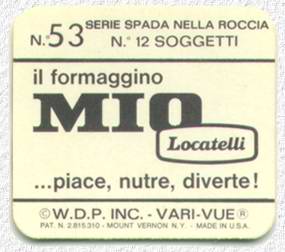 N.° 53 SERIE SPADA NELLA ROCCIA
N.° 12 SOGGETTI
il formaggino
MIO
Locatelli
...piace, nutre, diverte!
© W.D.P. INC. - VARI-VUE ®
PAT. N. 2.815.310 - MOUNT VERNON N.Y. - MADE IN U.S.A.